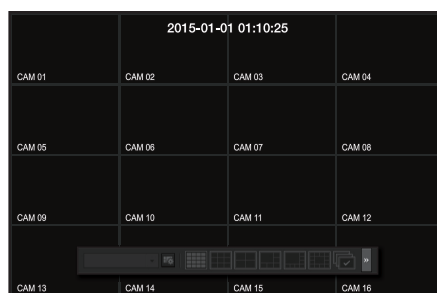 2015-01-01 01:10:25
CAM 01 CAM 02 CAM 03 CAM 04
CAM 05 CAM 06 CAM 07 CAM 08
CAM 09 CAM 10 CAM 11 CAM 12
CAM 13 CAM 14 CAM 15 CAM 16